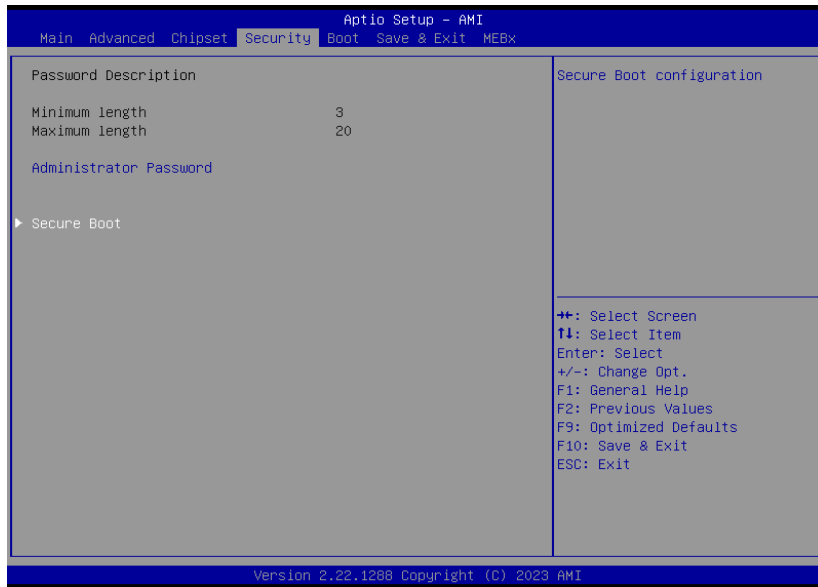 Aptio Setup – AMI
Main Advanced Chipset Security Boot Save & Exit MEBx
Password Description
Minimum length 3
Maximum length 20
Administrator Password
▶ Secure Boot
Secure Boot configuration
→←: Select Screen
↑↓: Select Item
Enter: Select
+/-: Change Opt.
F1: General Help
F2: Previous Values
F9: Optimized Defaults
F10: Save & Exit
ESC: Exit
Version 2.22.1288 Copyright (C) 2023 AMI